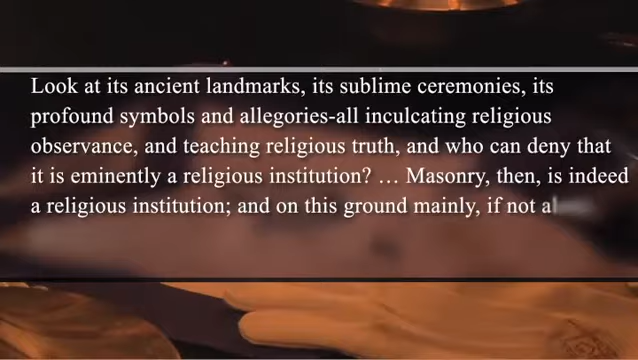 Look at its ancient landmarks, its sublime ceremonies, its
profound symbols and allegories-all inculcating religious
observance, and teaching religious truth, and who can deny that
it is eminently a religious institution? … Masonry, then, is indeed
a religious institution; and on this ground mainly, if not